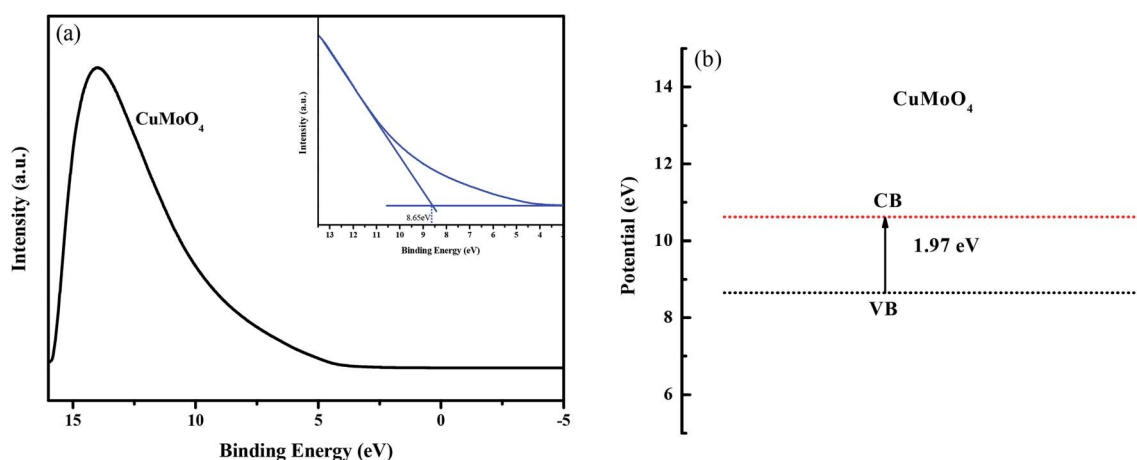 (a)
CuMoO4
Intensity (a.u.)
15
10
5
0
-5
Binding Energy (eV)
Intensity (a.u.)
8.65eV
13
12
11
10
9
8
7
6
5
4
3
Binding Energy (eV)
(b)
CuMoO4
Potential (eV)
14
12
10
8
6
4
CB
1.97 eV
VB